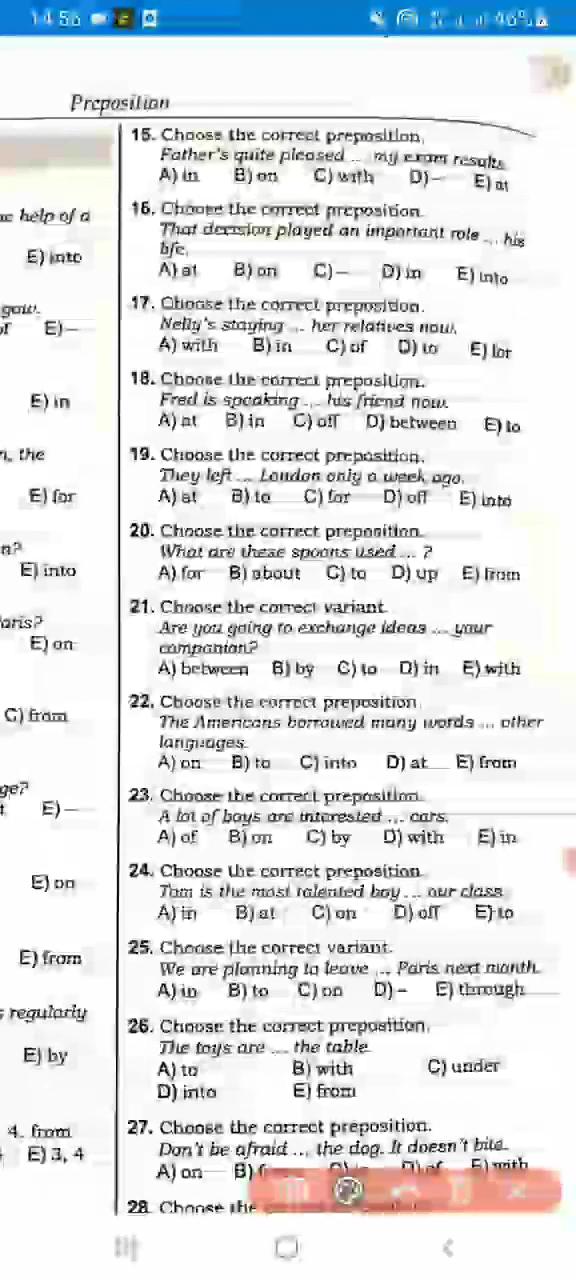 14:56
46%
Preposition
15. Choose the correct preposition.
Father's quite pleased ... my exam results.
A) in B) on C) with D) – E) at
16. Choose the correct preposition.
That decision played an important role ... his
life.
A) at B) on C) — D) in E) into
17. Choose the correct preposition.
Nelly's staying ... her relatives now.
A) with B) in C) of D) to E) for
18. Choose the correct preposition.
Fred is speaking ... his friend now.
A) at B) in C) off D) between E) to
19. Choose the correct preposition.
They left ... London only a week ago.
A) at B) to C) for D) off E) into
20. Choose the correct preposition.
What are these spoons used ... ?
A) for B) about C) to D) up E) from
21. Choose the correct variant.
Are you going to exchange ideas ... your
companion?
A) between B) by C) to D) in E) with
22. Choose the correct preposition.
The Americans borrowed many words ... other
languages.
A) on B) to C) into D) at E) from
23. Choose the correct preposition.
A lot of boys are interested ... cars.
A) of B) on C) by D) with E) in
24. Choose the correct preposition.
Tom is the most talented boy ... our class.
A) in B) at C) on D) off E) to
25. Choose the correct variant.
We are planning to leave ... Paris next month.
A) in B) to C) on D) – E) through
26. Choose the correct preposition.
The toys are ... the table.
A) to B) with C) under
D) into E) from
27. Choose the correct preposition.
Don't be afraid ... the dog. It doesn't bite.
A) on B) D) of E) with
28. Choose the
help of a
E) into
E) —
E) in
the
E) for
E) into
E) on
C) from
E) —
E) on
E) from
regularly
E) by
4. from
E) 3, 4